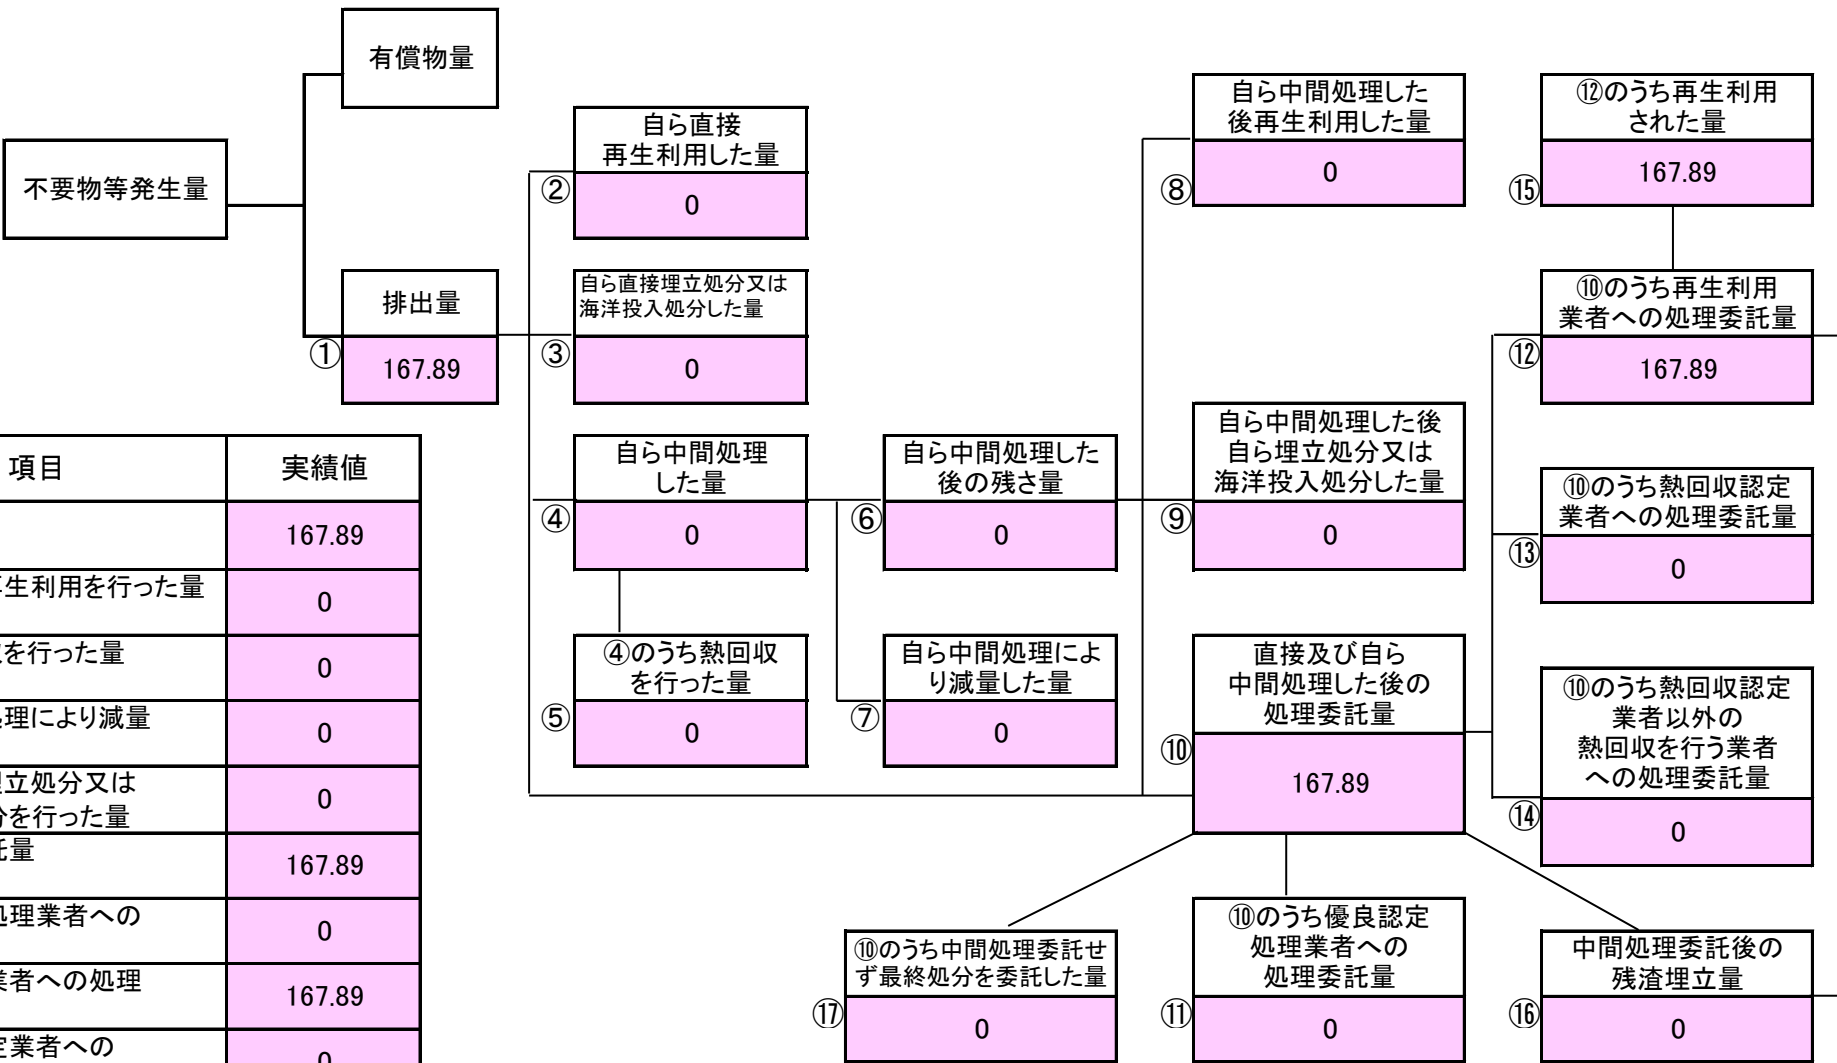 有償物量
不要物等発生量
排出量
①
167.89
自ら直接
再生利用した量
②
0
自ら直接埋立処分又は
海洋投入処分した量
③
0
自ら中間処理
した量
④
0
④のうち熱回収
を行った量
⑤
0
自ら中間処理した
後の残さ量
⑥
0
自ら中間処理によ
り減量した量
⑦
0
自ら中間処理した
後再生利用した量
⑧
0
自ら中間処理した後
自ら埋立処分又は
海洋投入処分した量
⑨
0
直接及び自ら
中間処理した後の
処理委託量
⑩
167.89
⑫のうち再生利用
された量
⑮
167.89
⑩のうち再生利用
業者への処理委託量
⑫
167.89
⑩のうち熱回収認定
業者への処理委託量
⑬
0
⑩のうち熱回収認定
業者以外の
熱回収を行う業者
への処理委託量
⑭
0
⑩のうち中間処理委託せ
ず最終処分を委託した量
⑰
0
⑩のうち優良認定
処理業者への
処理委託量
⑪
0
中間処理委託後の
残渣埋立量
⑯
0
項目 実績値
167.89
生利用を行った量
0
を行った量
0
理により減量
0
立処分又は
を行った量
0
量
167.89
処理業者への
0
業者への処理
167.89
業者への
0